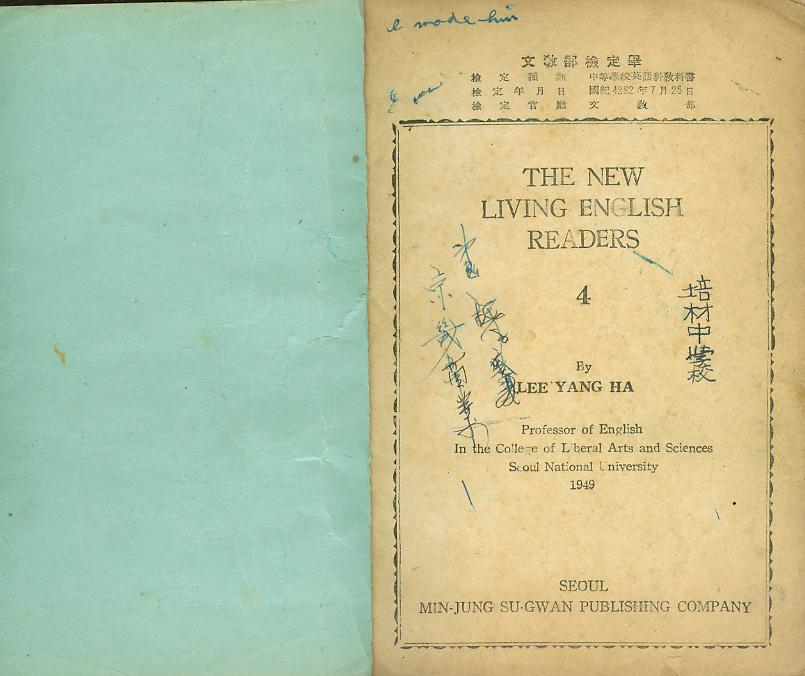 文敎部檢定畢
檢定種類 中等學校英語科敎科書
檢定年月日 國紀4282年7月25日
檢定官廳 文敎部
THE NEW
LIVING ENGLISH
READERS
4
培材中學校
By
LEE YANG HA
Professor of English
In the College of Liberal Arts and Sciences
Seoul National University
1949
SEOUL
MIN-JUNG SU-GWAN PUBLISHING COMPANY